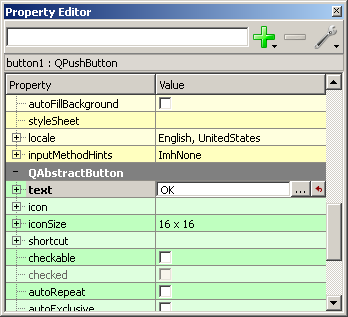 Property Editor
button1 : QPushButton
Property Value
autoFillBackground
styleSheet
locale English, UnitedStates
inputMethodHints ImhNone
QAbstractButton
text OK ...
icon
iconSize 16 x 16
shortcut
checkable
checked
autoRepeat
autoExclusive